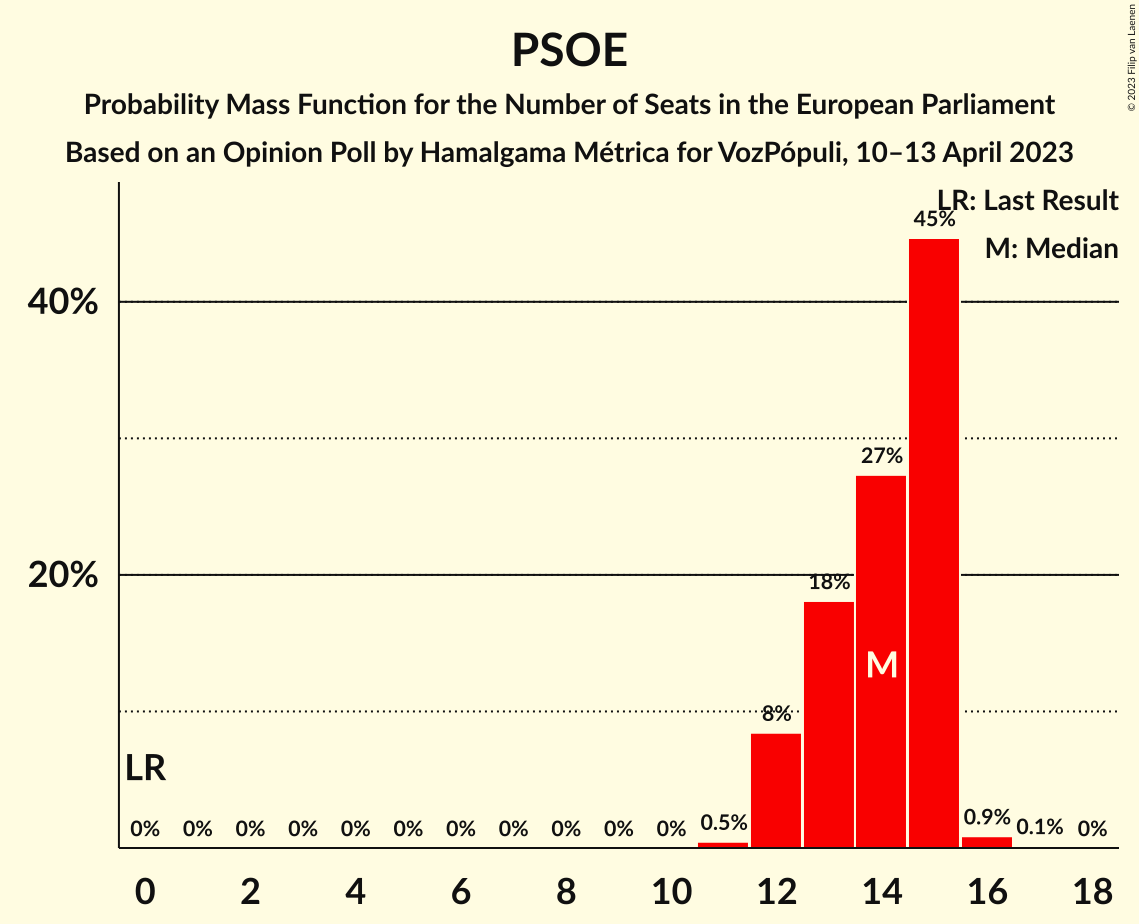 PSOE
Probability Mass Function for the Number of Seats in the European Parliament
Based on an Opinion Poll by Hamalgama Métrica for VozPópuli, 10–13 April 2023
© 2023 Filip van Laenen
LR: Last Result
M: Median
40%
20%
45%
27%
18%
8%
M
LR
0% 0% 0% 0% 0% 0% 0% 0% 0% 0% 0% 0.5% 0.9% 0.1% 0%
0 2 4 6 8 10 12 14 16 18